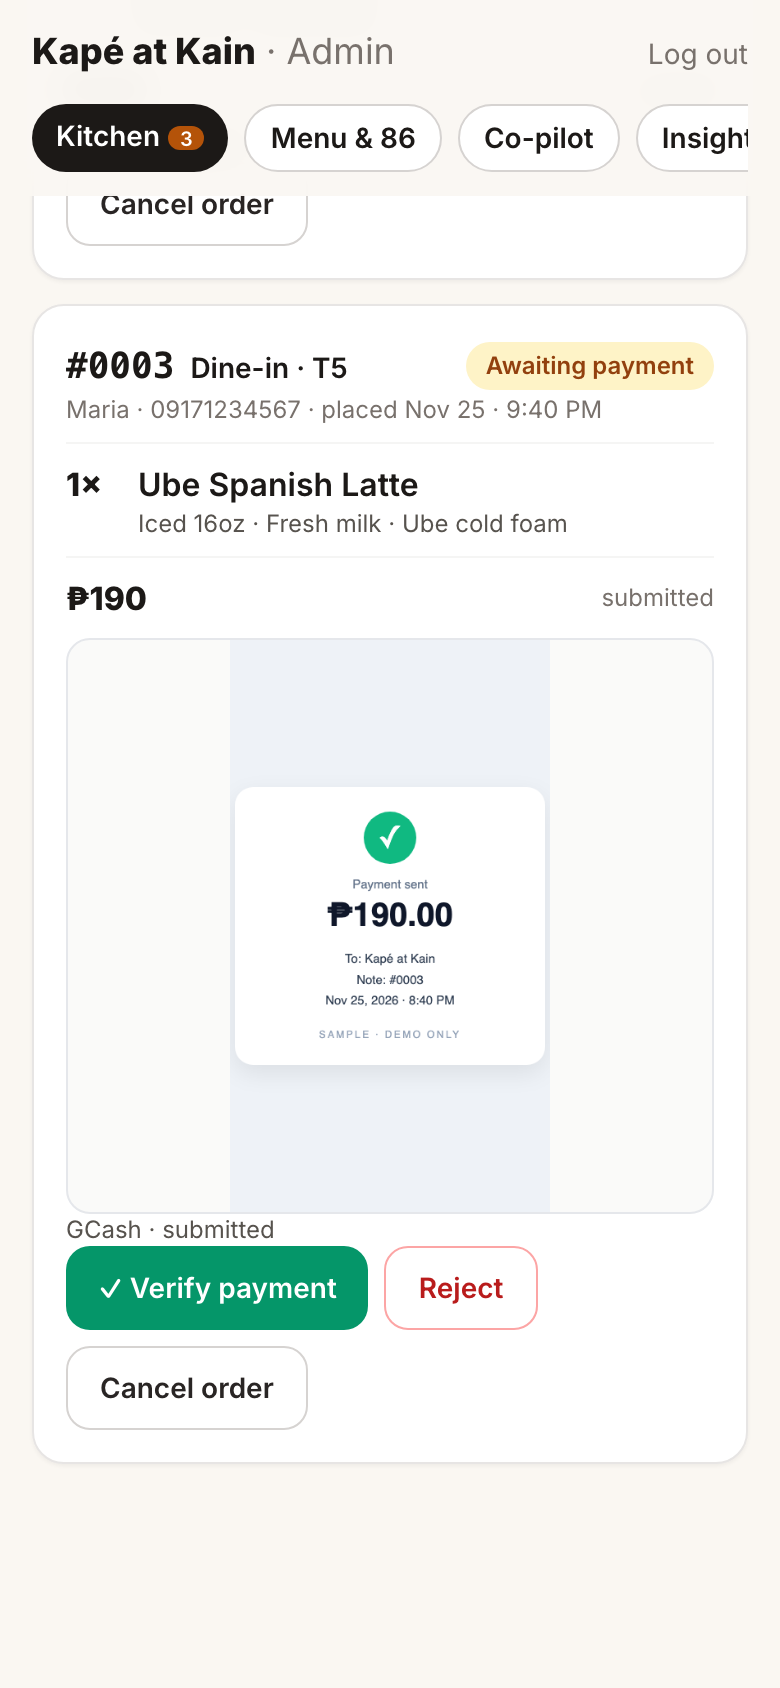 Kapé at Kain · Admin
Log out
Kitchen 3
Menu & 86
Co-pilot
Insight
Cancel order
#0003 Dine-in · T5
Awaiting payment
Maria · 09171234567 · placed Nov 25 · 9:40 PM
1× Ube Spanish Latte
Iced 16oz · Fresh milk · Ube cold foam
₱190
submitted
✓
Payment sent
₱190.00
To: Kapé at Kain
Note: #0003
Nov 25, 2026 · 8:40 PM
SAMPLE · DEMO ONLY
GCash · submitted
✓ Verify payment
Reject
Cancel order